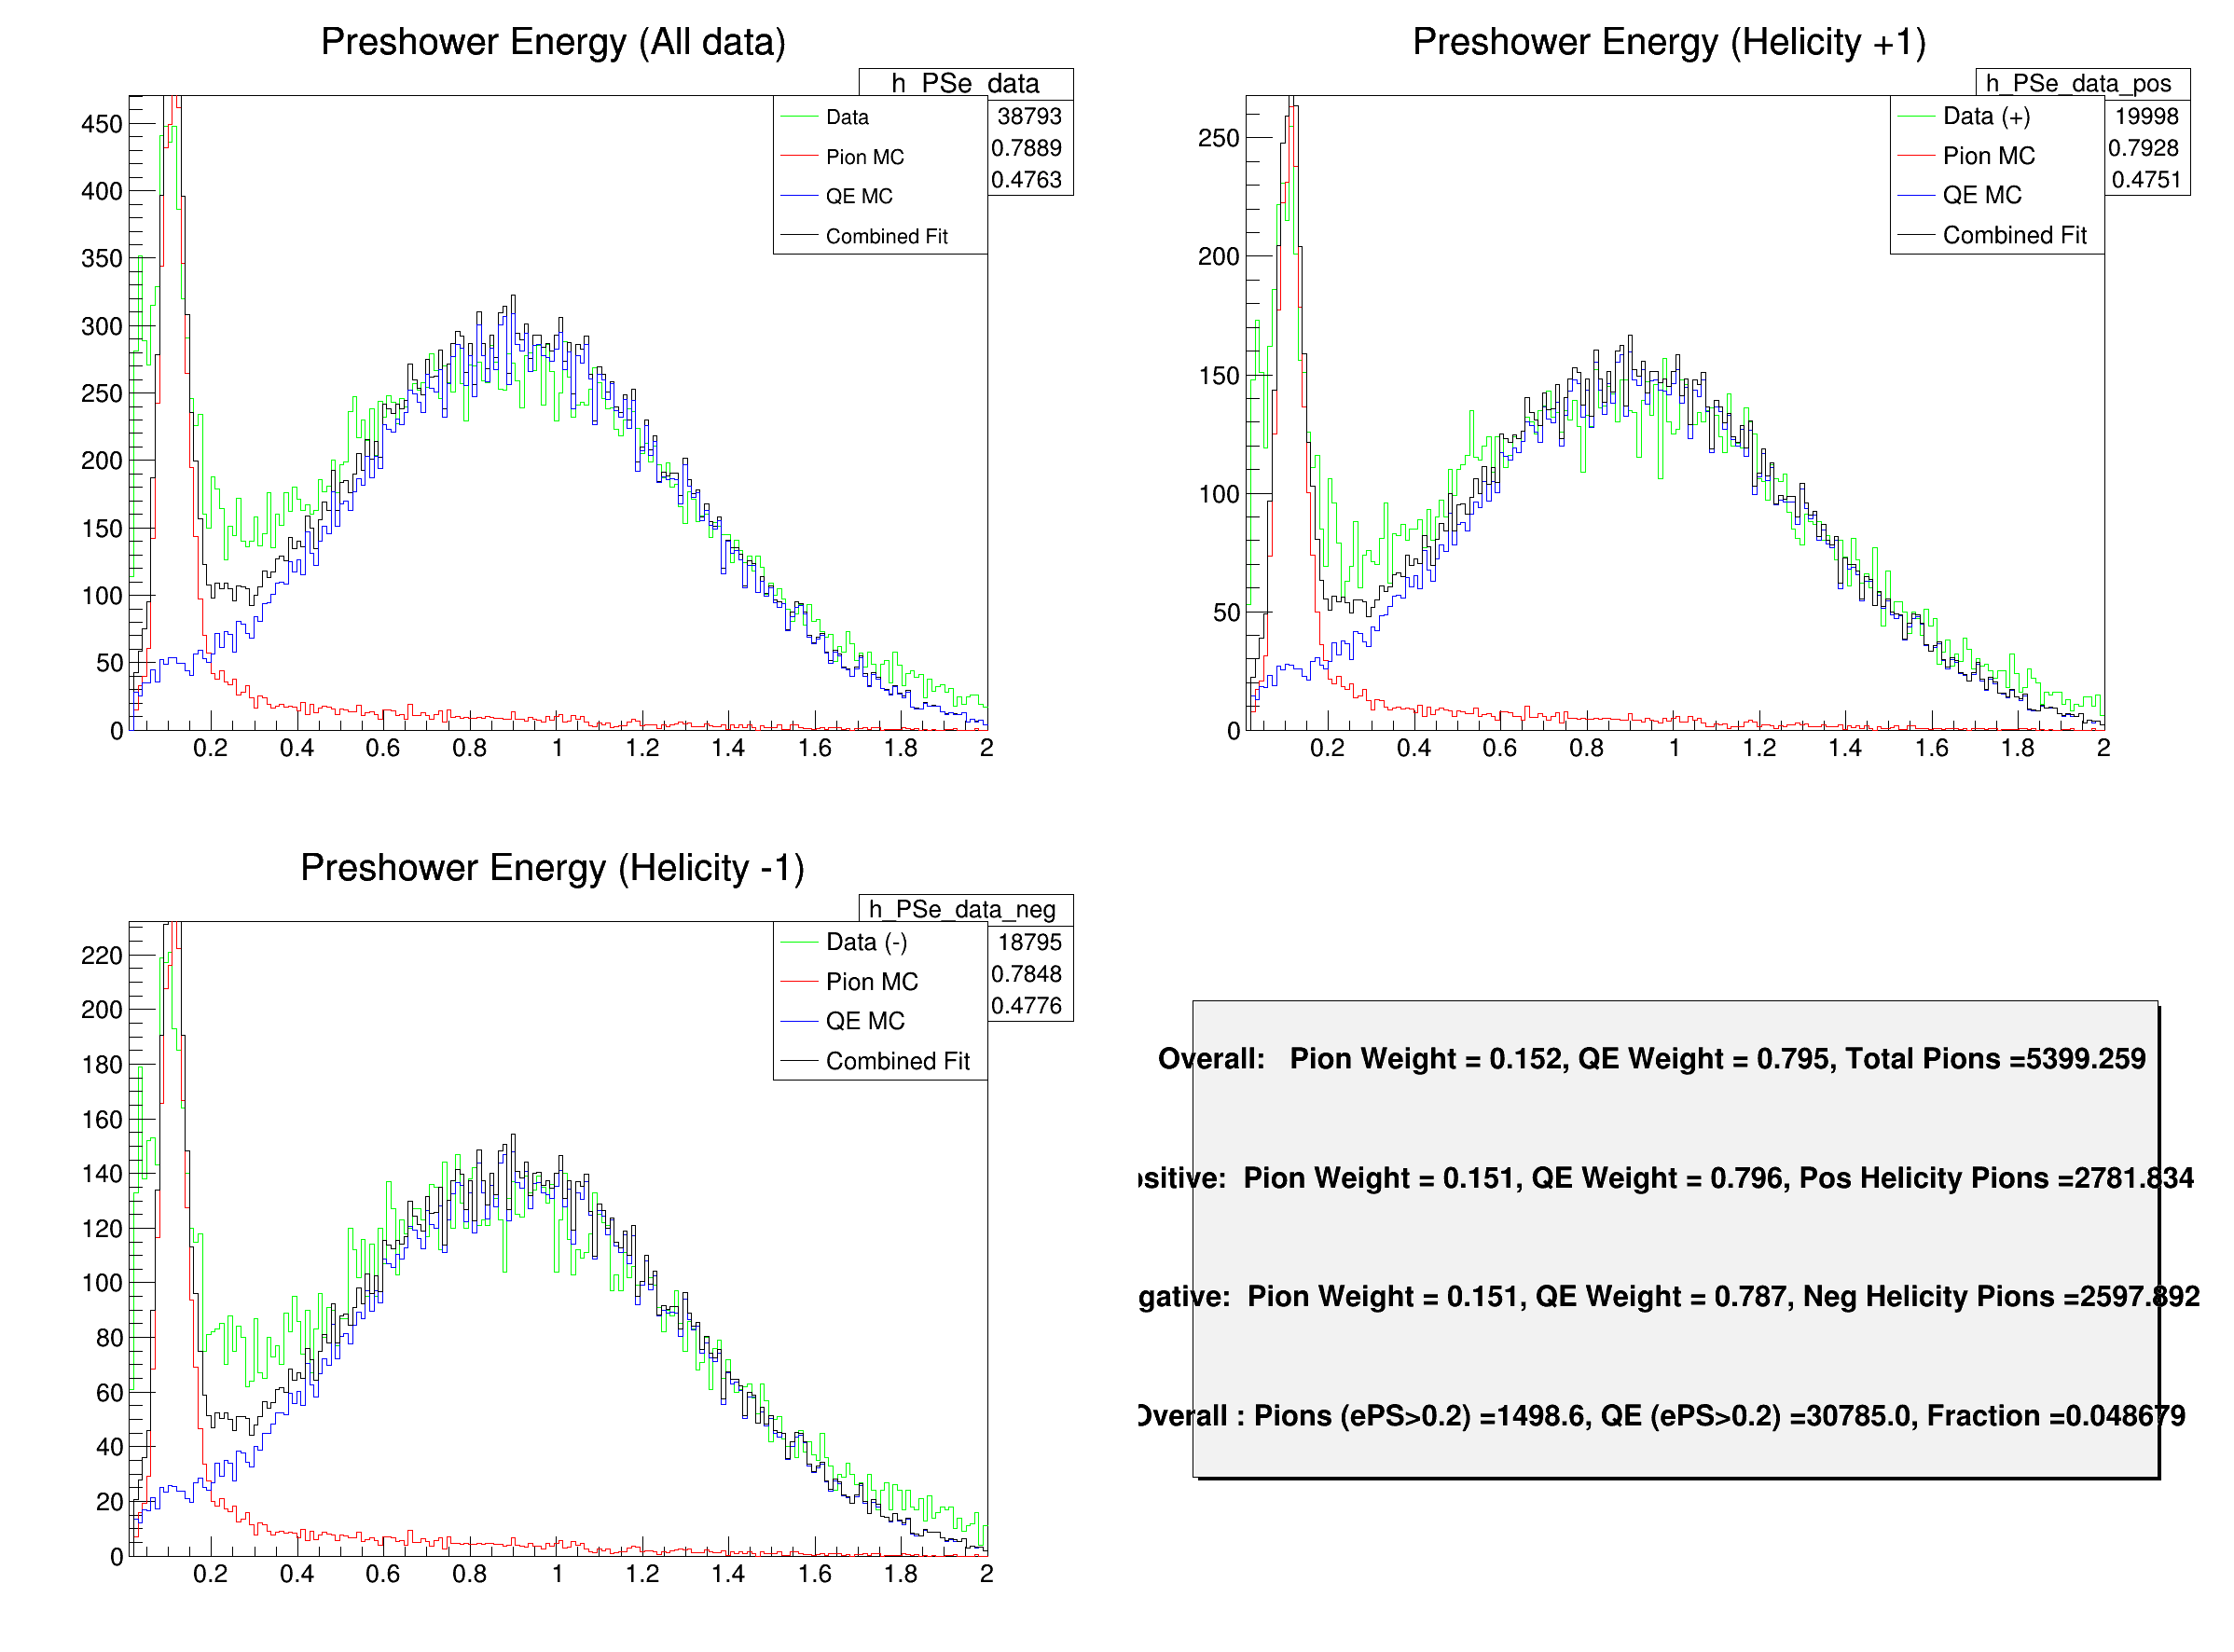 Preshower Energy (All data)
h_PSe_data
38793
0.7889
0.4763
Data
Pion MC
QE MC
Combined Fit
450
400
350
300
250
200
150
100
50
0
0.2 0.4 0.6 0.8 1 1.2 1.4 1.6 1.8 2
Preshower Energy (Helicity +1)
h_PSe_data_pos
19998
0.7928
0.4751
Data (+)
Pion MC
QE MC
Combined Fit
250
200
150
100
50
0
0.2 0.4 0.6 0.8 1 1.2 1.4 1.6 1.8 2
Preshower Energy (Helicity -1)
h_PSe_data_neg
18795
0.7848
0.4776
Data (-)
Pion MC
QE MC
Combined Fit
220
200
180
160
140
120
100
80
60
40
20
0
0.2 0.4 0.6 0.8 1 1.2 1.4 1.6 1.8 2
Overall: Pion Weight = 0.152, QE Weight = 0.795, Total Pions =5399.259
ositive: Pion Weight = 0.151, QE Weight = 0.796, Pos Helicity Pions =2781.834
gative: Pion Weight = 0.151, QE Weight = 0.787, Neg Helicity Pions =2597.892
Overall : Pions (ePS>0.2) =1498.6, QE (ePS>0.2) =30785.0, Fraction =0.048679